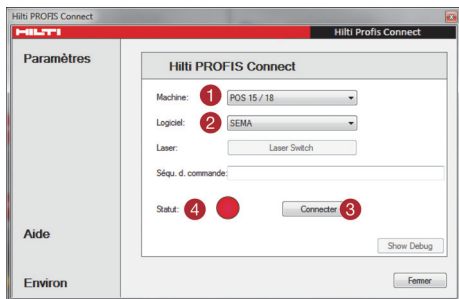 Hilti PROFIS Connect
HILTI
Hilti Profis Connect
Paramètres
Hilti PROFIS Connect
Machine: 1 POS 15 / 18
Logiciel: 2 SEMA
Laser: Laser Switch
Séqu. d. commande:
Statut: 4 Connecter 3
Aide
Show Debug
Environ
Fermer